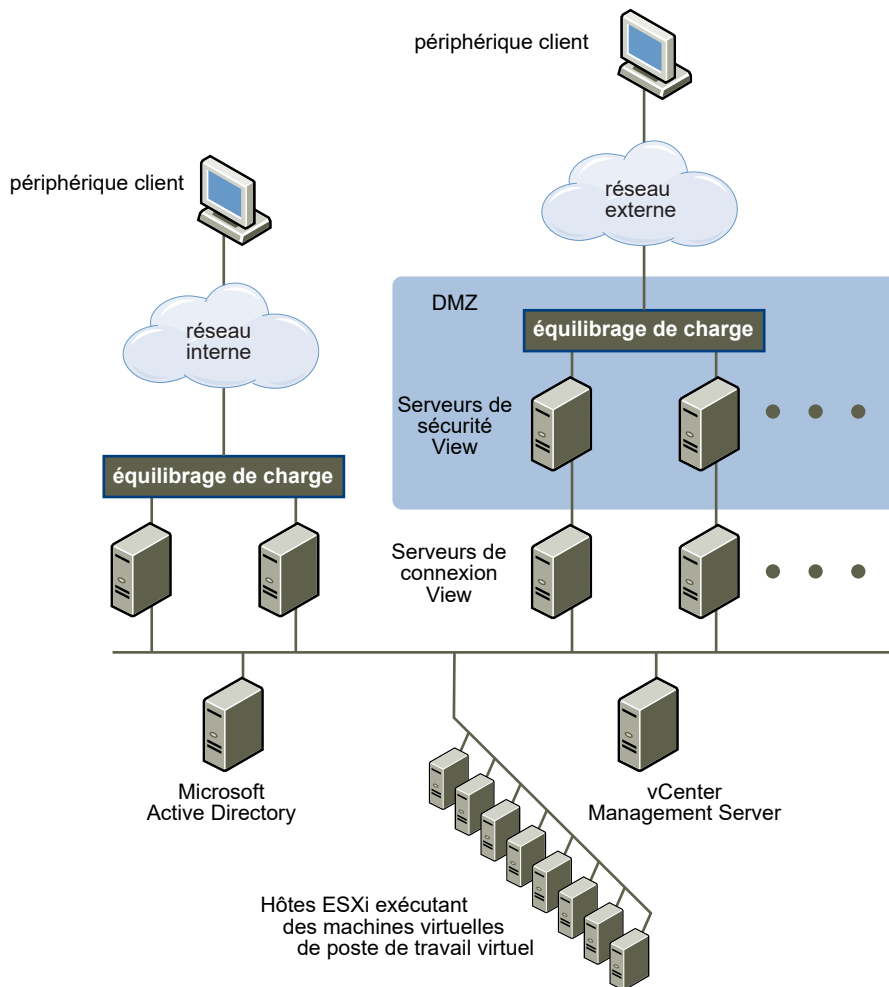 périphérique client
périphérique client
réseau
externe
réseau
interne
DMZ
équilibrage de charge
Serveurs de
sécurité
View
équilibrage de charge
Serveurs de
connexion
View
Microsoft
Active Directory
vCenter
Management Server
Hôtes ESXi exécutant
des machines virtuelles
de poste de travail virtuel